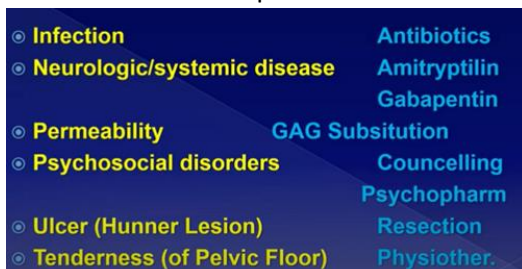 Infection Antibiotics
Neurologic/systemic disease Amitryptilin
Gabapentin
Permeability GAG Subsitution
Psychosocial disorders Councelling
Psychopharm
Ulcer (Hunner Lesion) Resection
Tenderness (of Pelvic Floor) Physiother.